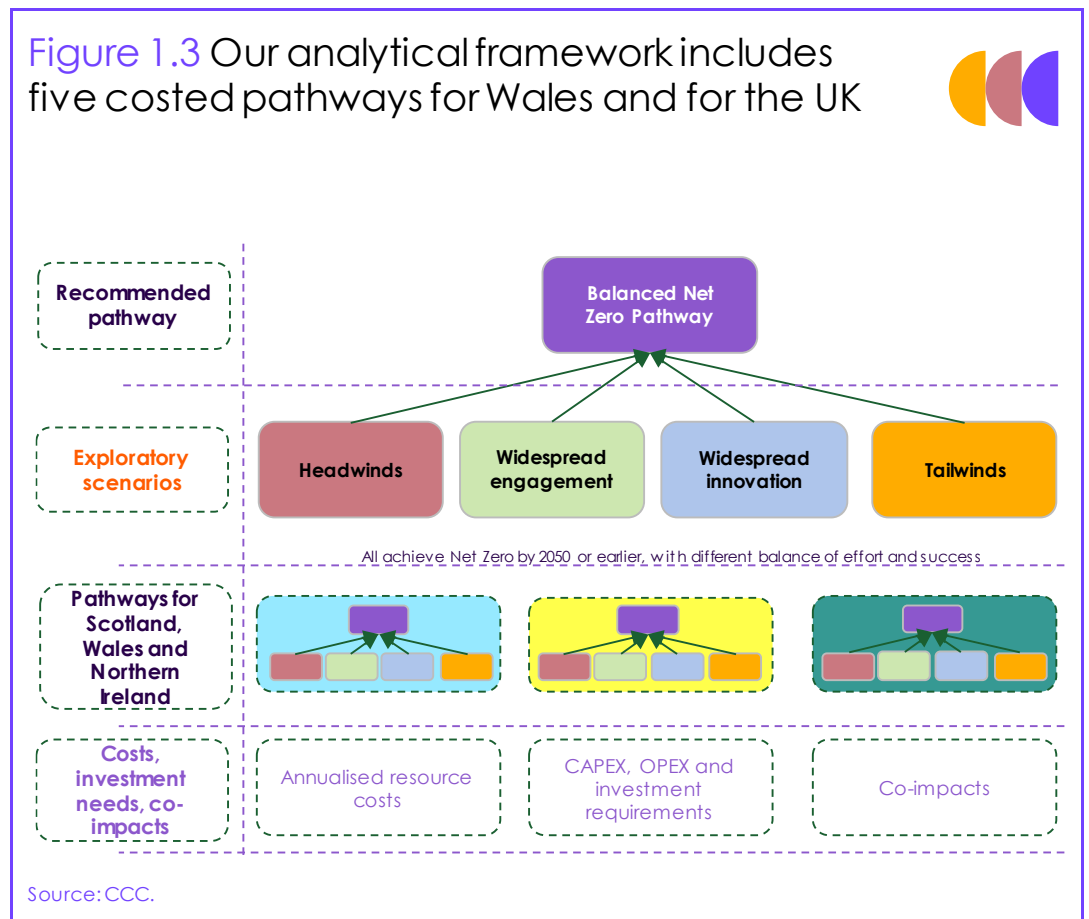 Figure 1.3 Our analytical framework includes
five costed pathways for Wales and for the UK
Recommended
pathway
Balanced Net
Zero Pathway
Exploratory
scenarios
Headwinds
Widespread
engagement
Widespread
innovation
Tailwinds
All achieve Net Zero by 2050 or earlier, with different balance of effort and success
Pathways for
Scotland,
Wales and
Northern
Ireland
Costs,
investment
needs, co-
impacts
Annualised resource
costs
CAPEX, OPEX and
investment
requirements
Co-impacts
Source: CCC.